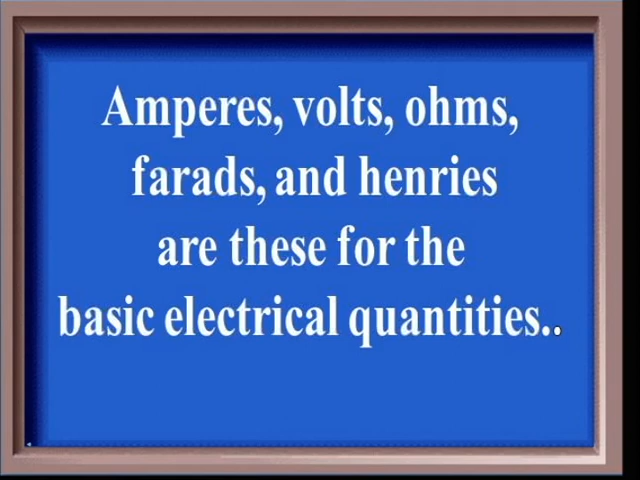 Amperes, volts, ohms,
farads, and henries
are these for the
basic electrical quantities..